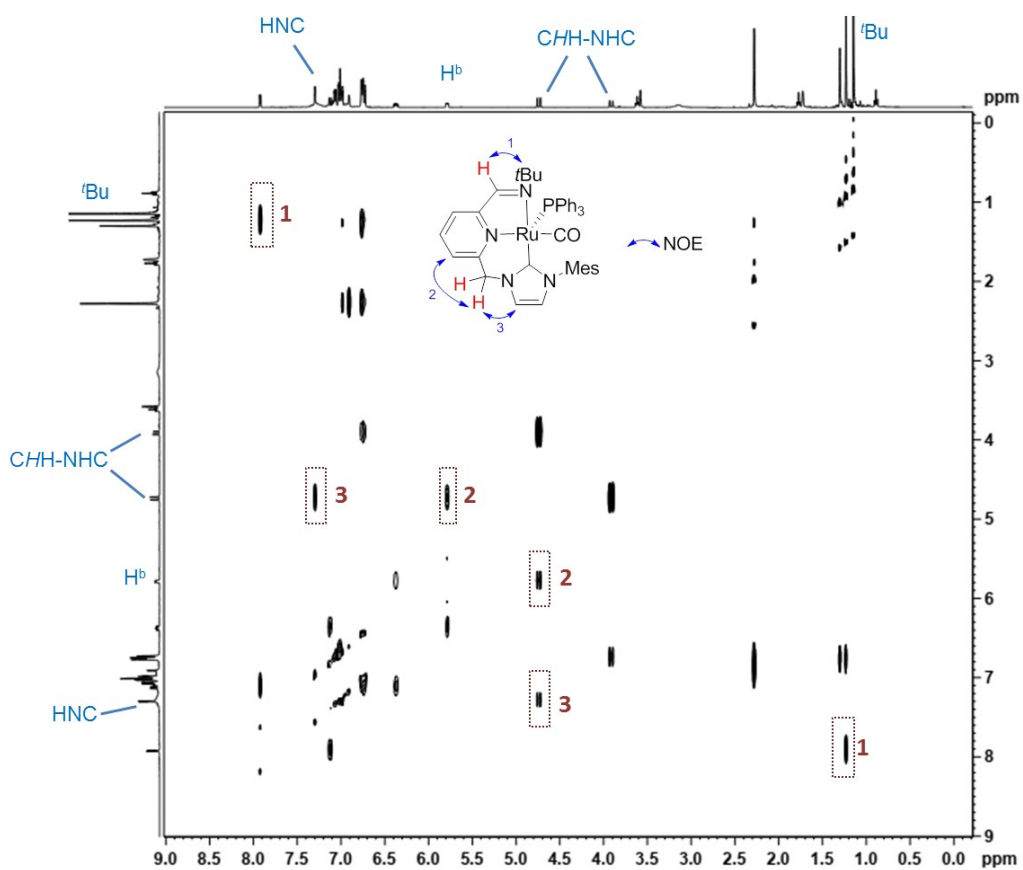 HNC
CHH-NHC
ᵗBu
Hᵇ
ppm
0
1
2
3
4
5
6
7
8
9
ᵗBu
CHH-NHC
Hᵇ
HNC
1
3
2
2
3
1
1
H
ᵗBu
N
PPh₃
N
Ru
CO
NOE
H
N
N
Mes
H
2
3
9.0 8.5 8.0 7.5 7.0 6.5 6.0 5.5 5.0 4.5 4.0 3.5 3.0 2.5 2.0 1.5 1.0 0.5 0.0 ppm